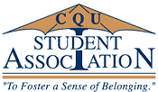 CQU
STUDENT
ASSOCIATION
"To Foster a Sense of Belonging."